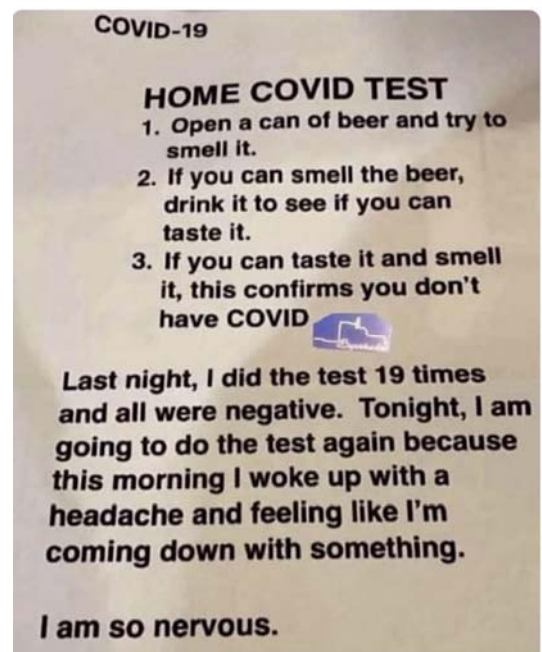 COVID-19
HOME COVID TEST
1. Open a can of beer and try to
smell it.
2. If you can smell the beer,
drink it to see if you can
taste it.
3. If you can taste it and smell
it, this confirms you don't
have COVID
Last night, I did the test 19 times
and all were negative. Tonight, I am
going to do the test again because
this morning I woke up with a
headache and feeling like I'm
coming down with something.
I am so nervous.